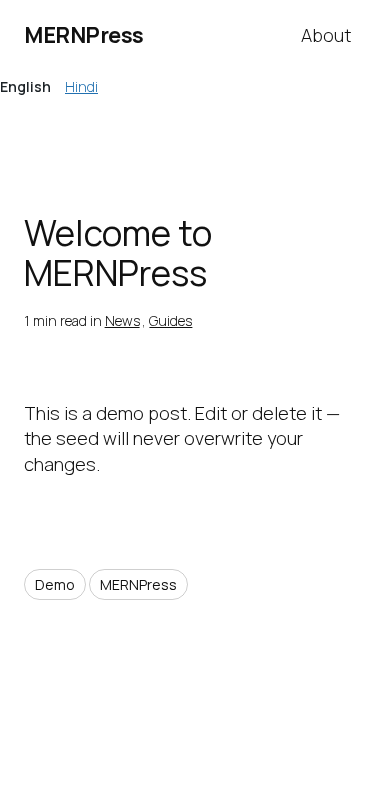 MERNPress About
English Hindi
Welcome to
MERNPress
1 min read in News, Guides
This is a demo post. Edit or delete it —
the seed will never overwrite your
changes.
Demo MERNPress